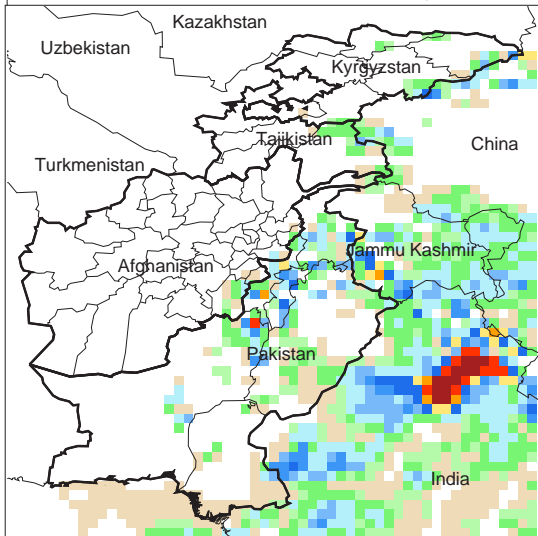 Kazakhstan
Uzbekistan
Kyrgyzstan
Tajikistan
China
Turkmenistan
Jammu Kashmir
Afghanistan
Pakistan
India